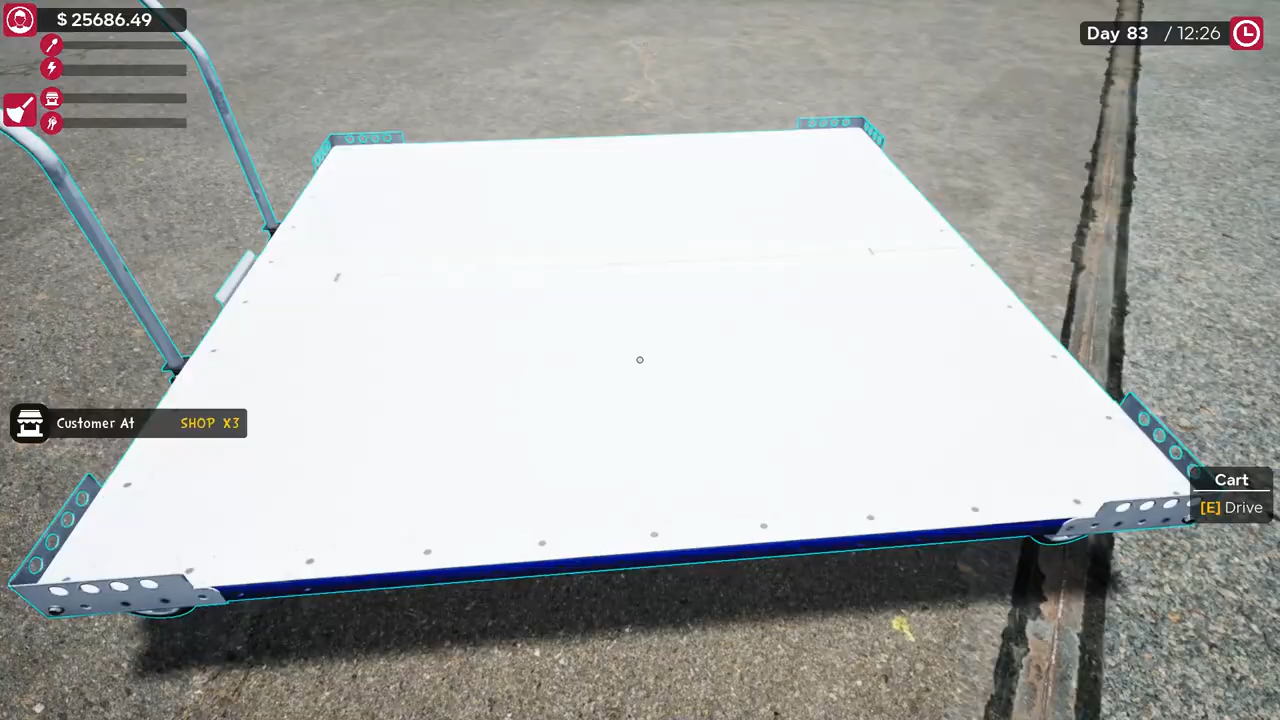 $ 25686.49
Day 83 / 12:26
Customer At SHOP X3
Cart
[E] Drive